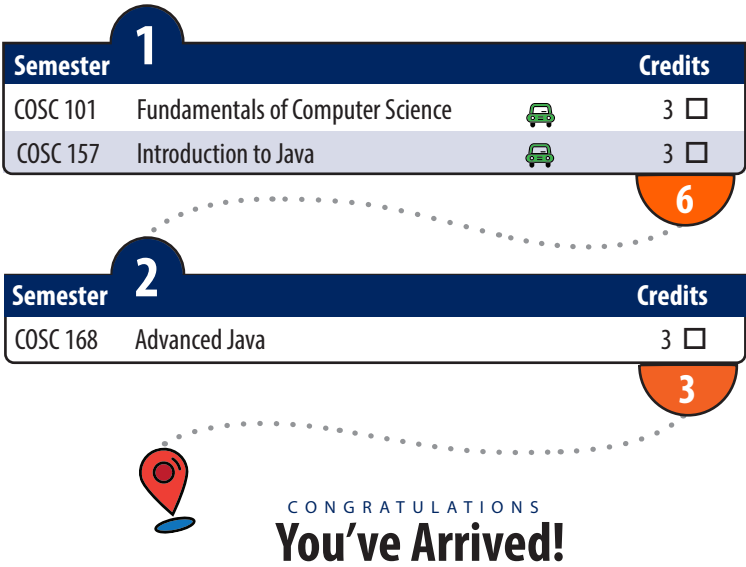 Semester 1 Credits
COSC 101 Fundamentals of Computer Science 3
COSC 157 Introduction to Java 3
6
Semester 2 Credits
COSC 168 Advanced Java 3
3
CONGRATULATIONS
You've Arrived!